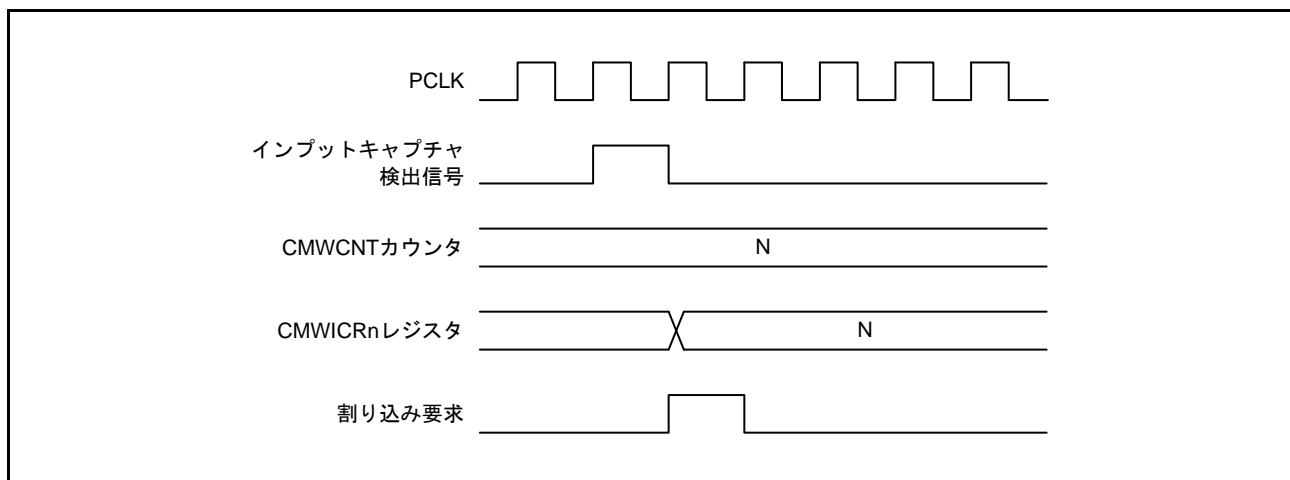 PCLK
インプットキャプチャ
検出信号
CMWCNTカウンタ
N
CMWICRnレジスタ
N
割り込み要求